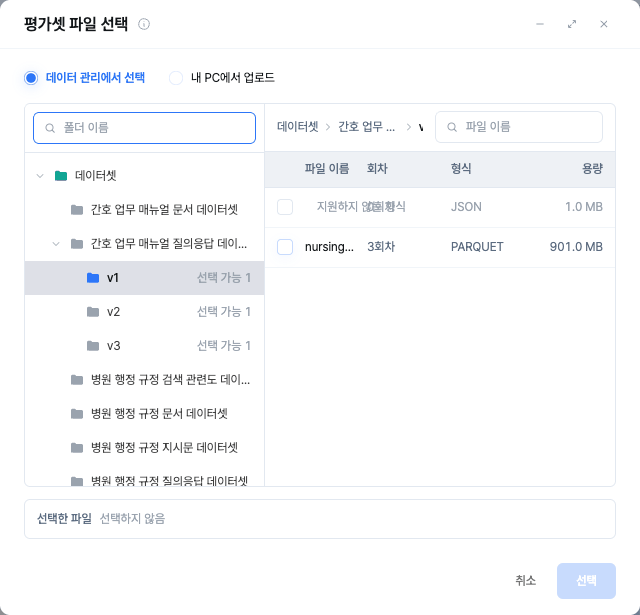 평가셋 파일 선택
데이터 관리에서 선택
내 PC에서 업로드
폴더 이름
데이터셋
간호 업무 매뉴얼 문서 데이터셋
간호 업무 매뉴얼 질의응답 데이...
v1 선택 가능 1
v2 선택 가능 1
v3 선택 가능 1
병원 행정 규정 검색 관련도 데이...
병원 행정 규정 문서 데이터셋
병원 행정 규정 지시문 데이터셋
병원 행정 규정 질의응답 데이터셋
데이터셋 > 간호 업무 ... >
파일 이름
파일 이름 회차 형식 용량
지원하지 JSON 1.0 MB
nursing... 3회차 PARQUET 901.0 MB
선택한 파일 선택하지 않음
취소 선택